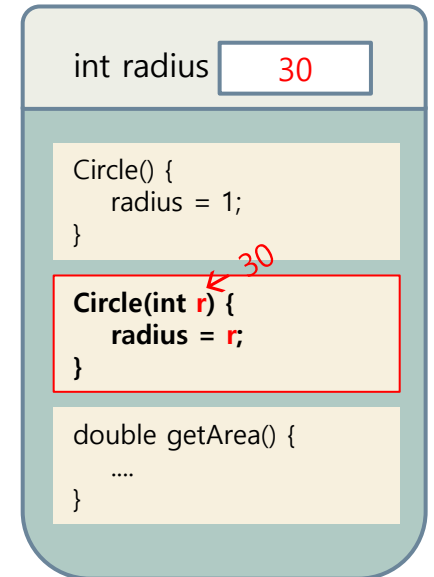 int radius 30
Circle() {
radius = 1;
}
30
Circle(int r) {
radius = r;
}
double getArea() {
....
}